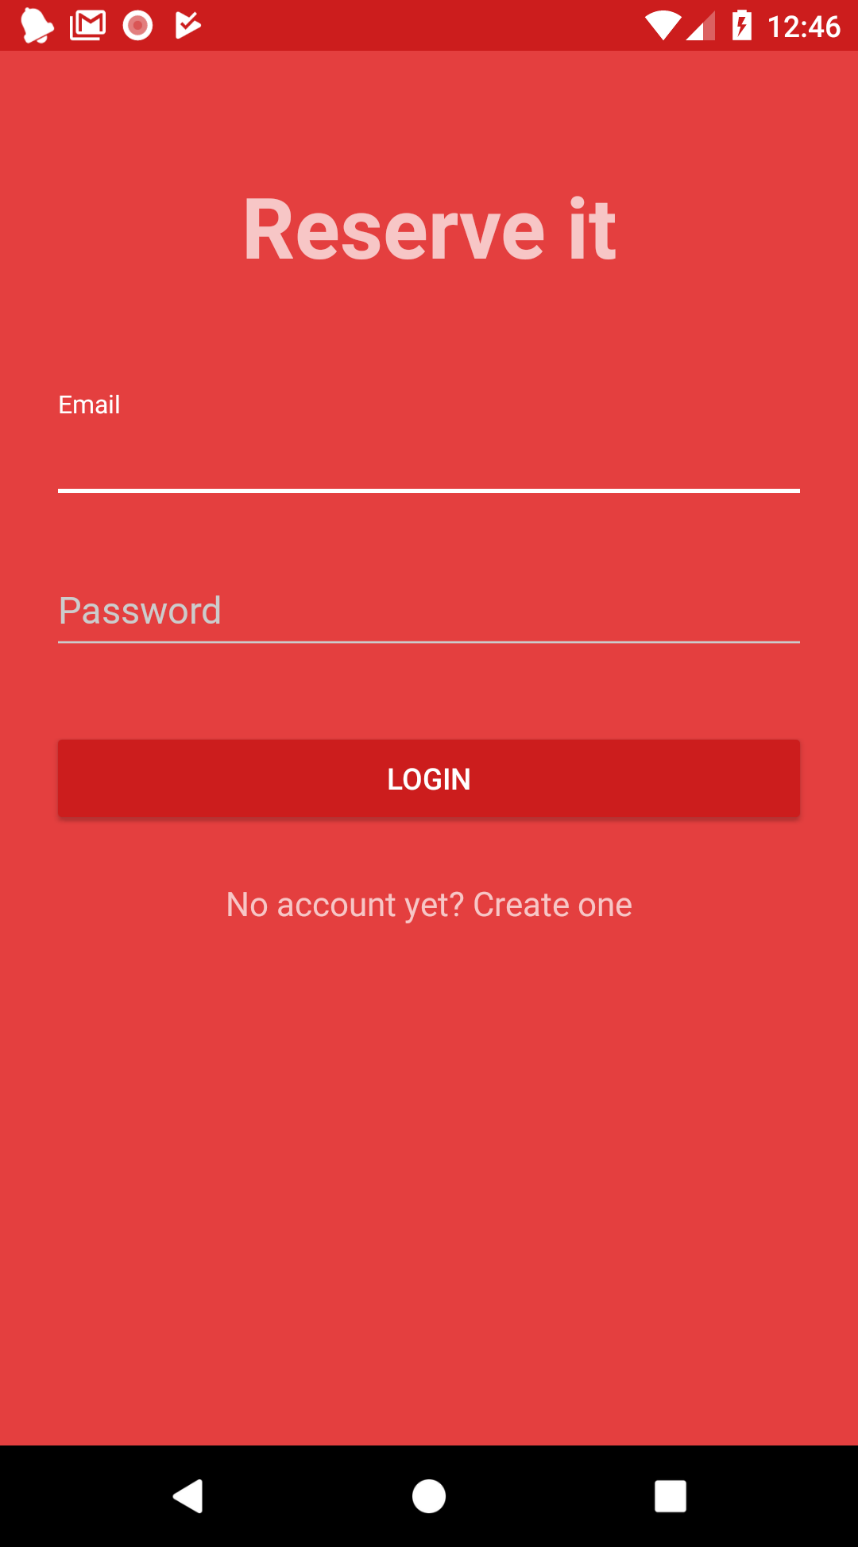 12:46
Reserve it
Email
Password
LOGIN
No account yet? Create one